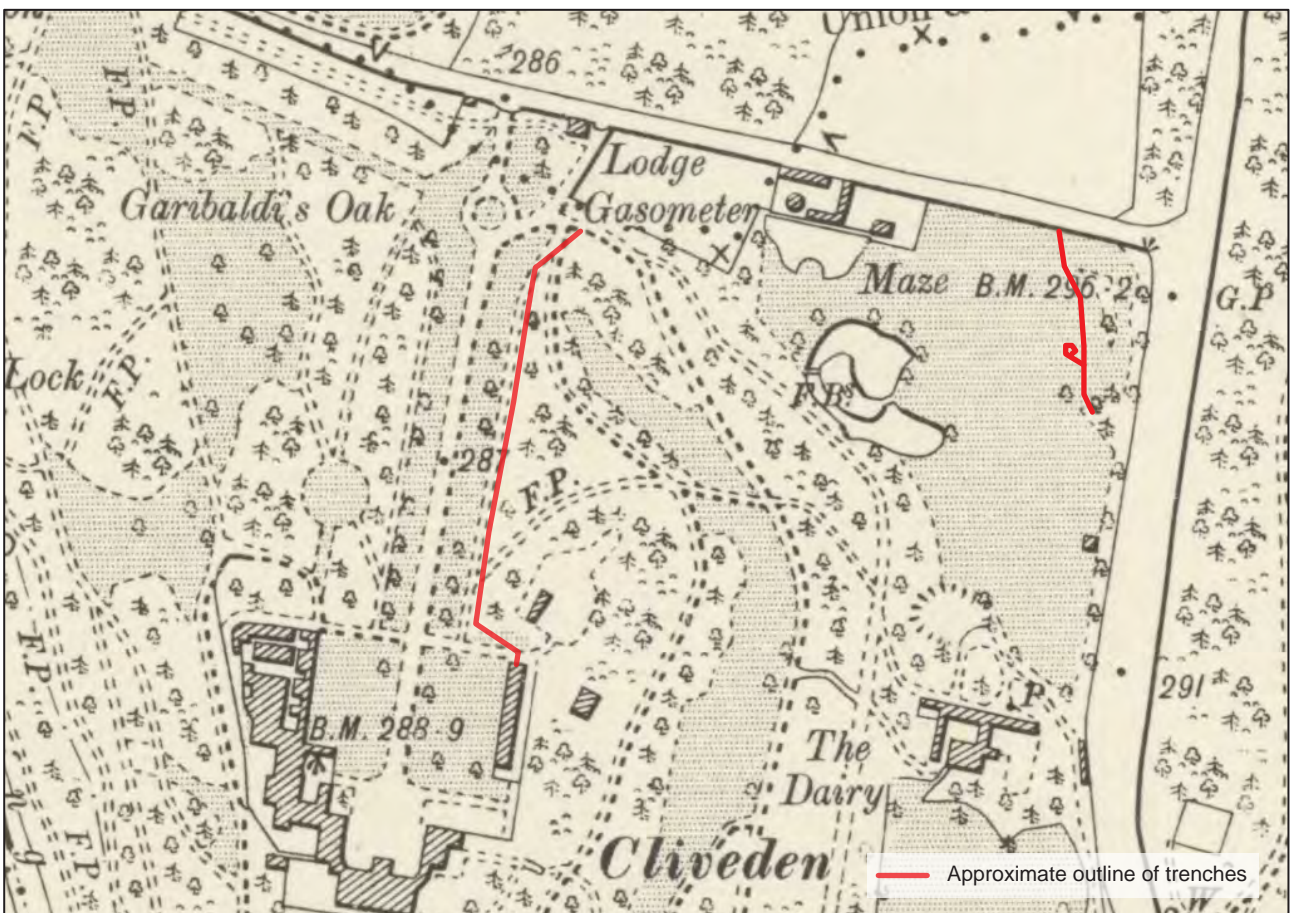 Union &
286
F.P.
F.P.
Lodge
Garibaldi's Oak
Gasometer
Maze
B.M. 296·2
G.P
Lock
F.P.
F.B.
287
F.P.
F.P.
P
291
B.M. 288·9
The
Dairy
F.P.
Cliveden
W
Approximate outline of trenches